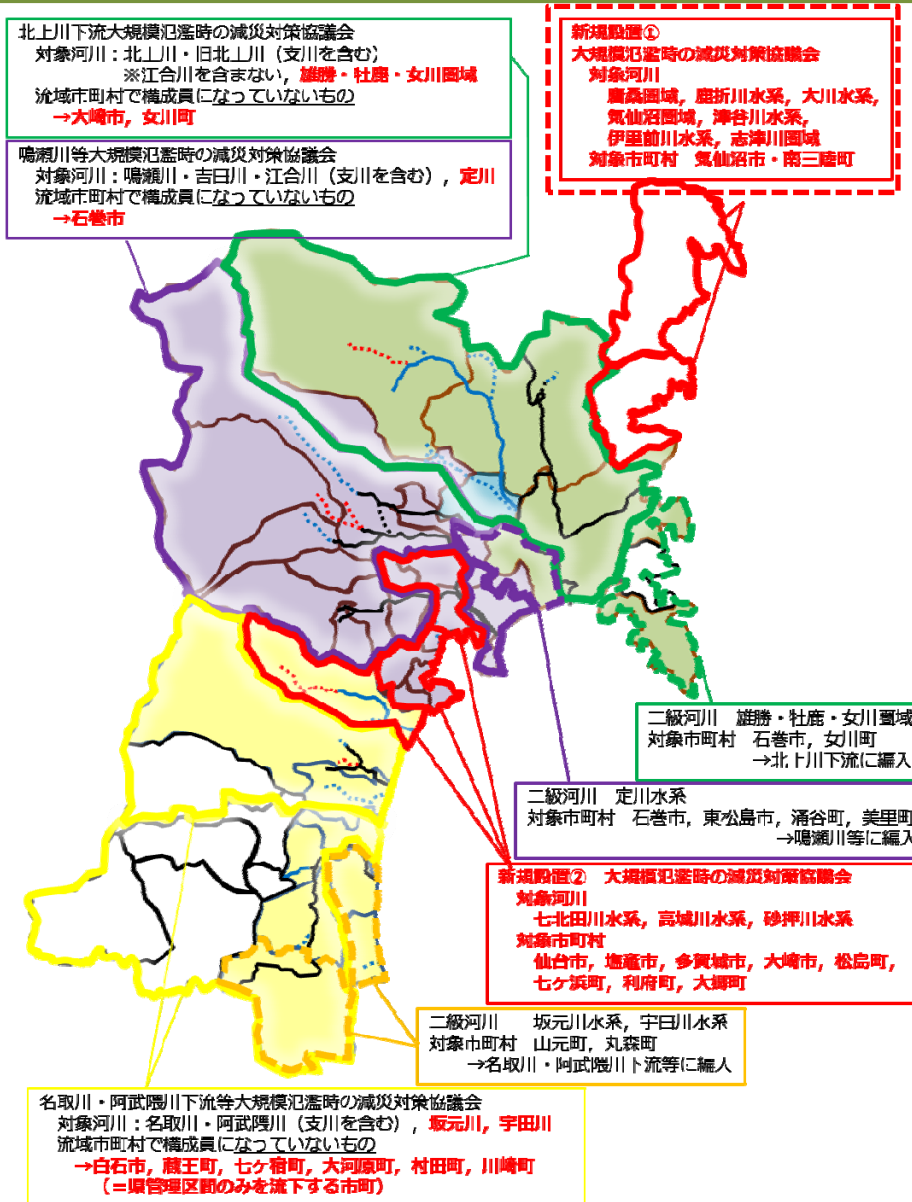 北上川下流大規模氾濫時の減災対策協議会
対象河川：北上川・旧北上川（支川を含む）
※江合川を含まない，雄勝・牡鹿・女川圏域
流域市町村で構成員になっていないもの
→大崎市，女川町
鳴瀬川等大規模氾濫時の減災対策協議会
対象河川：鳴瀬川・吉田川・江合川（支川を含む），定川
流域市町村で構成員になっていないもの
→石巻市
新規設置①
大規模氾濫時の減災対策協議会
対象河川
廣桑圏域，鹿折川水系，大川水系，
気仙沼圏域，津谷川水系，
伊里前川水系，志津川圏域
対象市町村　気仙沼市・南三陸町
二級河川　雄勝・牡鹿・女川圏域
対象市町村　石巻市，女川町
→北上川下流に編入
二級河川　定川水系
対象市町村　石巻市，東松島市，涌谷町，美里町
→鳴瀬川等に編入
新規設置②　大規模氾濫時の減災対策協議会
対象河川
七北田川水系，高城川水系，砂押川水系
対象市町村
仙台市，塩竈市，多賀城市，大崎市，松島町，
七ヶ浜町，利府町，大郷町
二級河川　坂元川水系，宇田川水系
対象市町村　山元町，丸森町
→名取川・阿武隈川下流等に編入
名取川・阿武隈川下流等大規模氾濫時の減災対策協議会
対象河川：名取川・阿武隈川（支川を含む），坂元川，宇田川
流域市町村で構成員になっていないもの
→白石市，蔵王町，七ヶ宿町，大河原町，村田町，川崎町
（＝県管理区間のみを流下する市町）